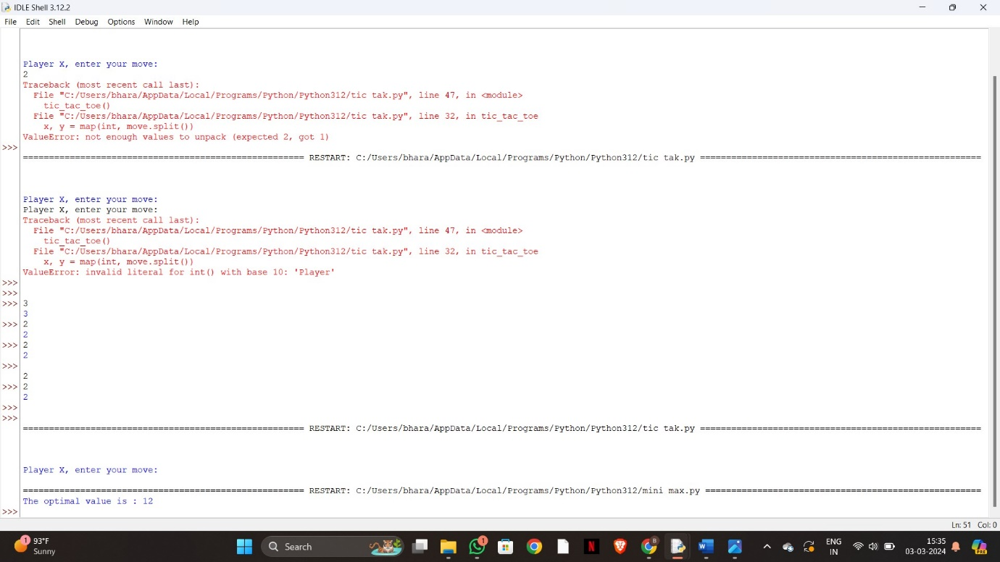 IDLE Shell 3.12.2
File Edit Shell Debug Options Window Help
Player X, enter your move:
2
Traceback (most recent call last):
  File "C:/Users/bhara/AppData/Local/Programs/Python/Python312/tic tak.py", line 47, in <module>
    tic_tac_toe()
  File "C:/Users/bhara/AppData/Local/Programs/Python/Python312/tic tak.py", line 32, in tic_tac_toe
    x, y = map(int, move.split())
ValueError: not enough values to unpack (expected 2, got 1)
>>>
====================================================== RESTART: C:/Users/bhara/AppData/Local/Programs/Python/Python312/tic tak.py ======================================================
Player X, enter your move:
Player X, enter your move:
Traceback (most recent call last):
  File "C:/Users/bhara/AppData/Local/Programs/Python/Python312/tic tak.py", line 47, in <module>
    tic_tac_toe()
  File "C:/Users/bhara/AppData/Local/Programs/Python/Python312/tic tak.py", line 32, in tic_tac_toe
    x, y = map(int, move.split())
ValueError: invalid literal for int() with base 10: 'Player'
>>>
>>>
>>> 3
3
>>> 2
2
>>> 2
2
>>>
2
>>> 2
2
>>>
>>>
====================================================== RESTART: C:/Users/bhara/AppData/Local/Programs/Python/Python312/tic tak.py ======================================================
Player X, enter your move:
====================================================== RESTART: C:/Users/bhara/AppData/Local/Programs/Python/Python312/mini max.py =====================================================
The optimal value is : 12
>>>
Ln: 51 Col: 0
1 93°F
Sunny
Search
1
N
B
W
ENG
IN
15:35
03-03-2024
PRE